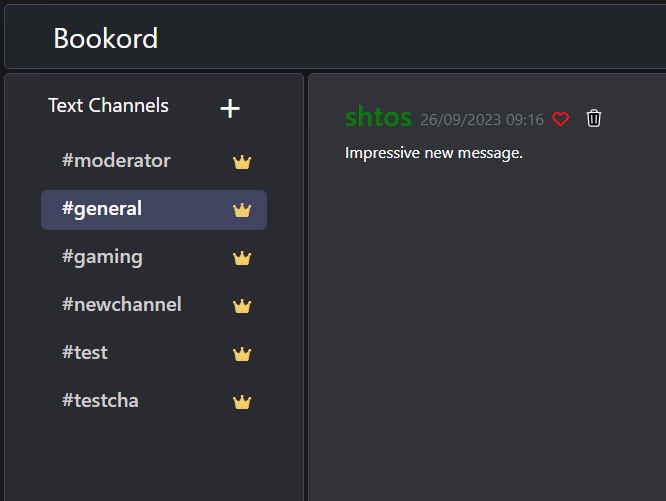 Bookord
Text Channels
#moderator
#general
#gaming
#newchannel
#test
#testcha
shtos 26/09/2023 09:16
Impressive new message.